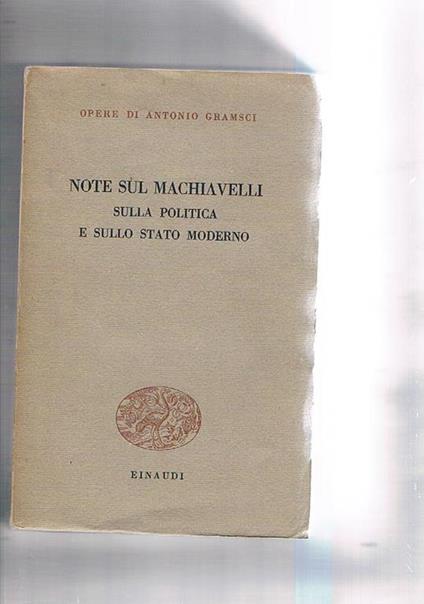 OPERE DI ANTONIO GRAMSCI
NOTE SUL MACHIAVELLI
SULLA POLITICA
E SULLO STATO MODERNO
EINAUDI